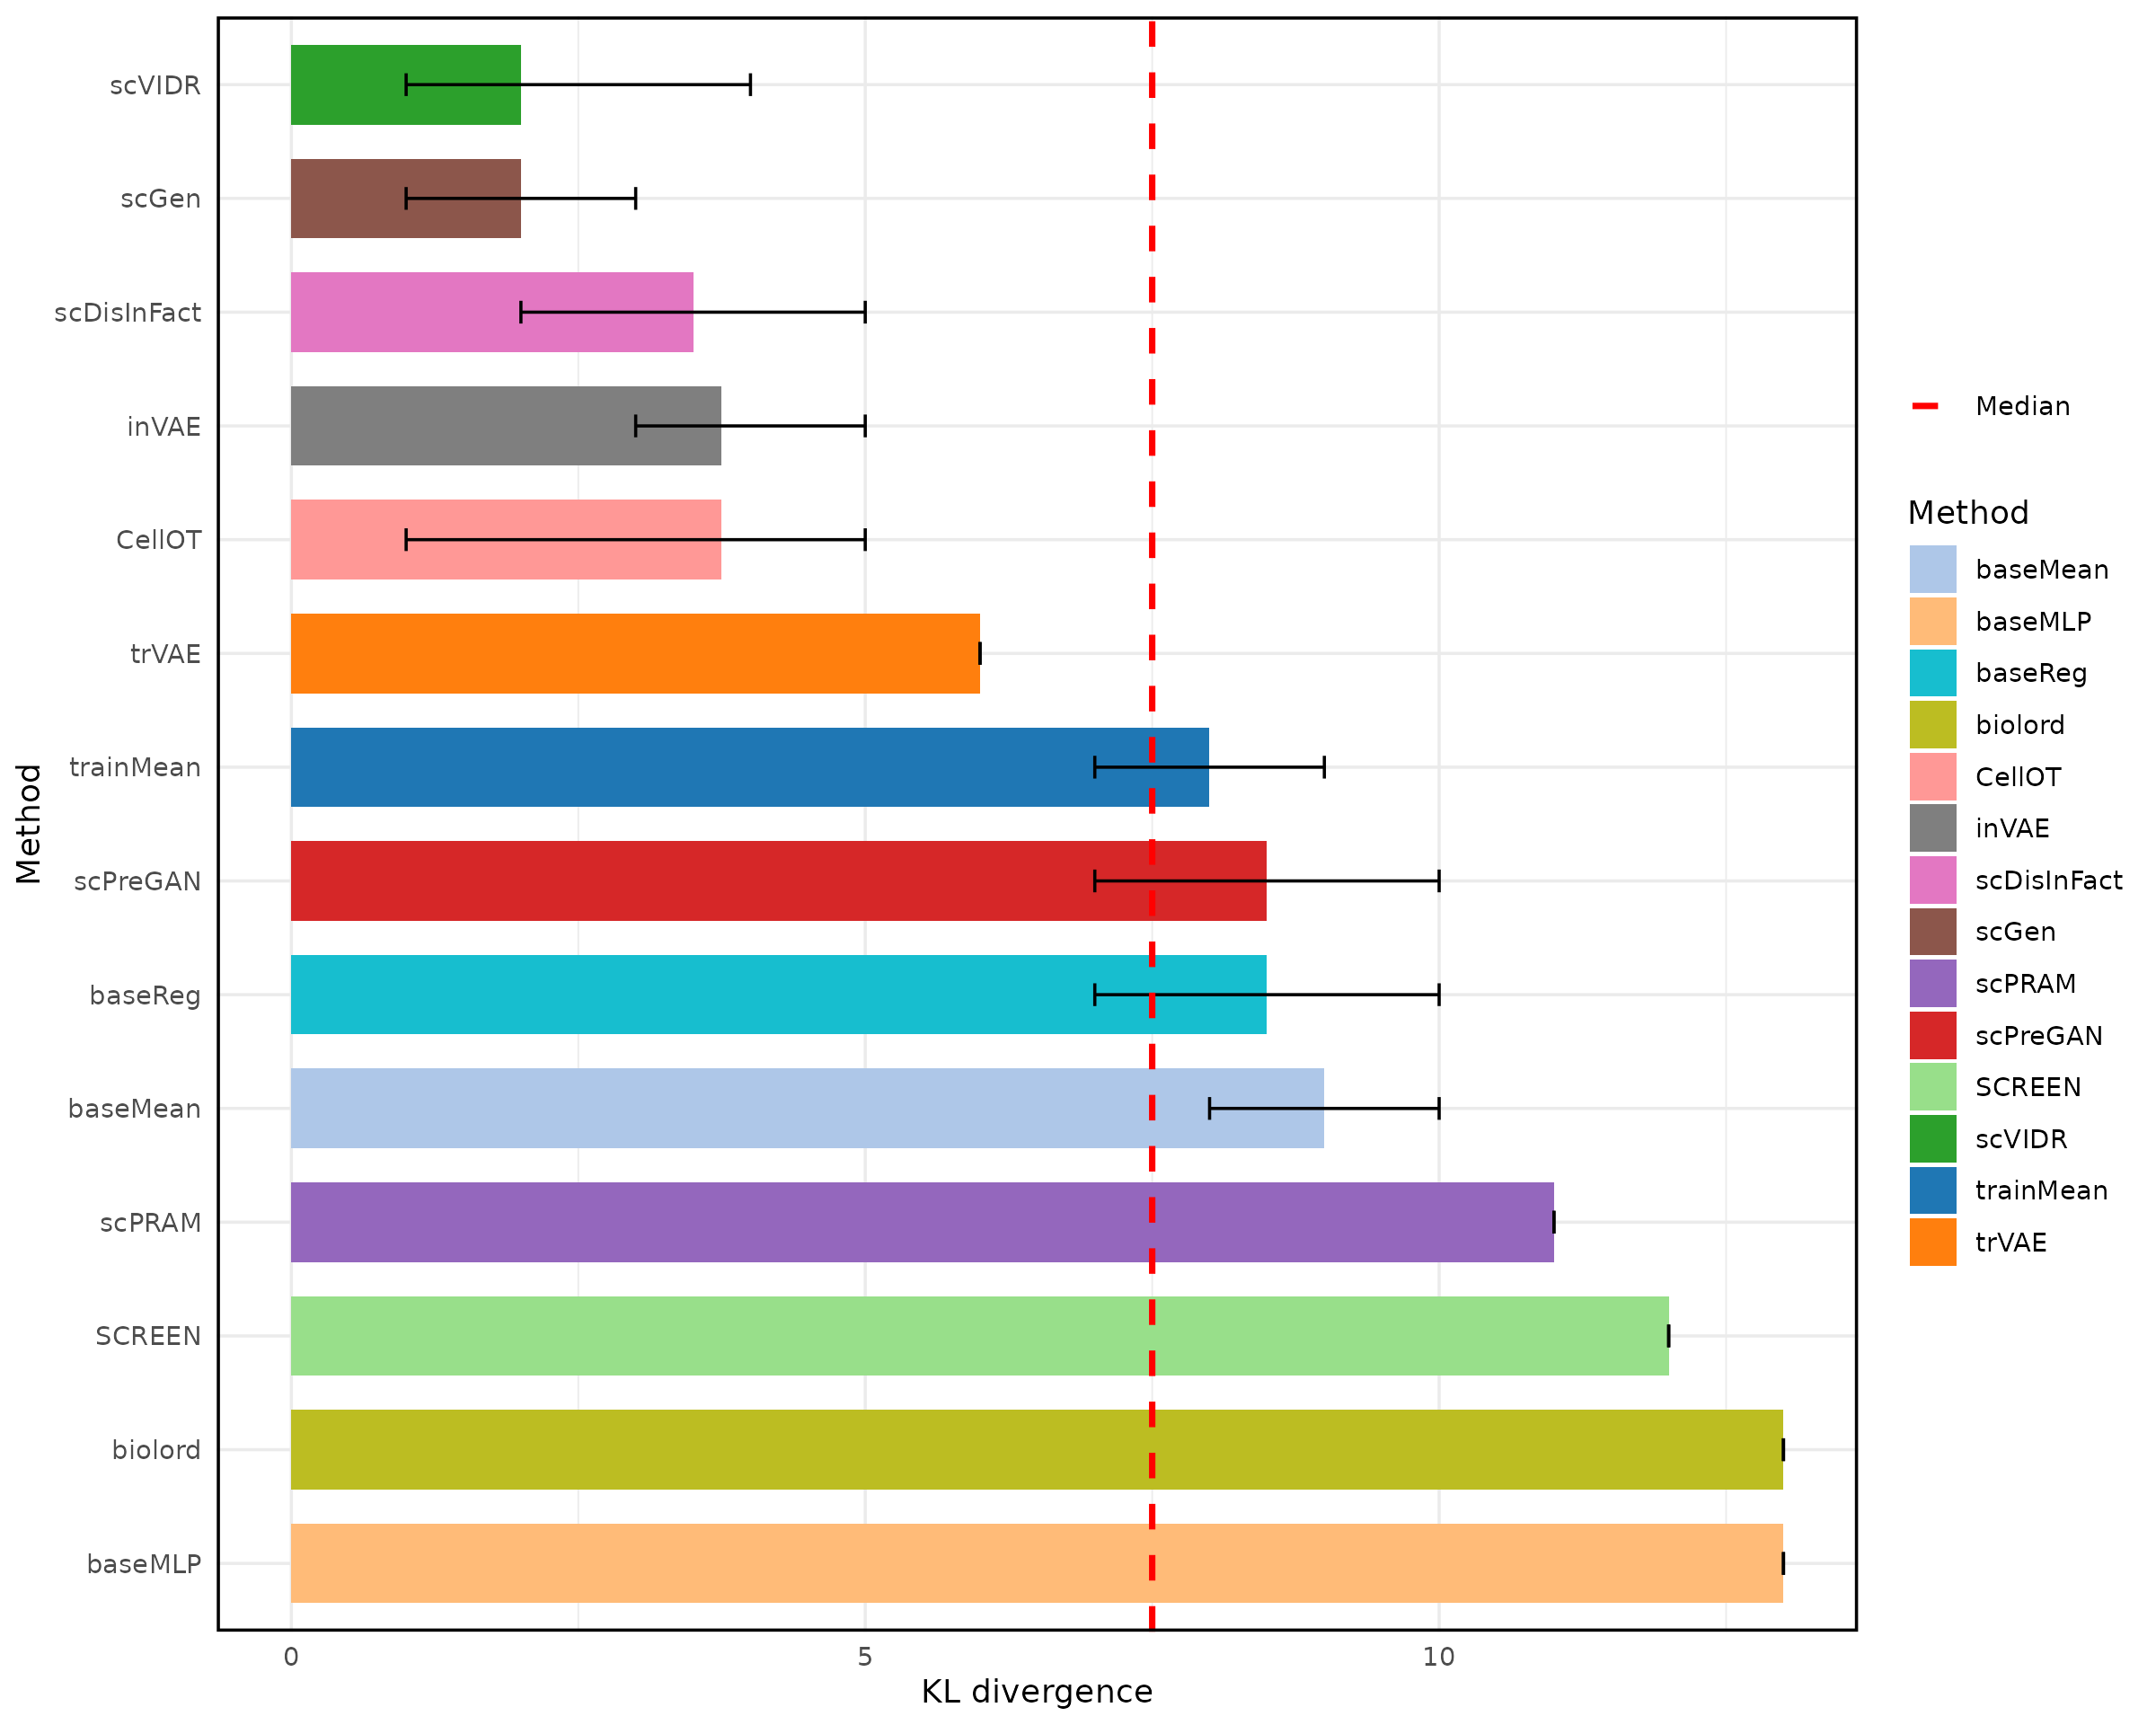 Method
scVIDR
scGen
scDisInFact
inVAE
CellOT
trVAE
trainMean
scPreGAN
baseReg
baseMean
scPRAM
SCREEN
biolord
baseMLP
0 5 10
KL divergence
Median
Method
baseMean
baseMLP
baseReg
biolord
CellOT
inVAE
scDisInFact
scGen
scPRAM
scPreGAN
SCREEN
scVIDR
trainMean
trVAE